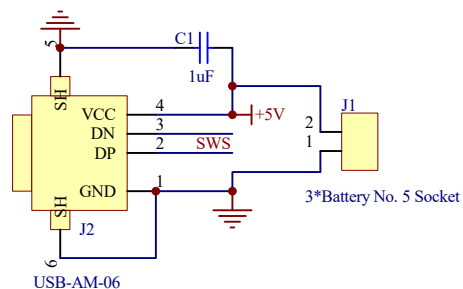 C1
1uF
5
SH
VCC
4
+5V
DN
3
DP
2
SWS
GND
1
SH
J2
6
USB-AM-06
J1
2
1
3*Battery No. 5 Socket